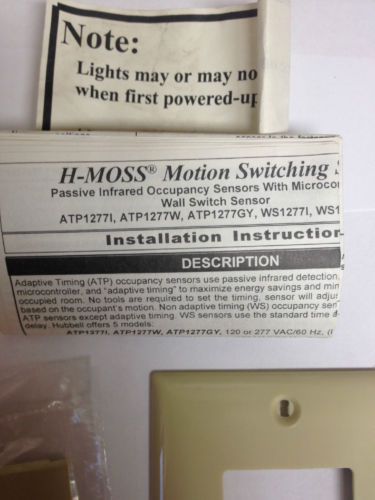 Note:
Lights may or may no
when first powered-up
H-MOSS® Motion Switching S
Passive Infrared Occupancy Sensors With Microcon
Wall Switch Sensor
ATP1277I, ATP1277W, ATP1277GY, WS1277I, WS1
Installation Instruction
DESCRIPTION
Adaptive Timing (ATP) occupancy sensors use passive infrared detection,
microcontroller, and "adaptive timing" to maximize energy savings and min
occupied room. No tools are required to set the timing, sensor will adjus
based on the occupant's motion. Non adaptive timing (WS) occupancy sen
ATP sensors except adaptive timing. WS sensors use the standard time
delay. Hubbell offers 5 models.
ATP1277I, ATP1277W, ATP1277GY, 120 or 277 VAC/60 Hz, (I